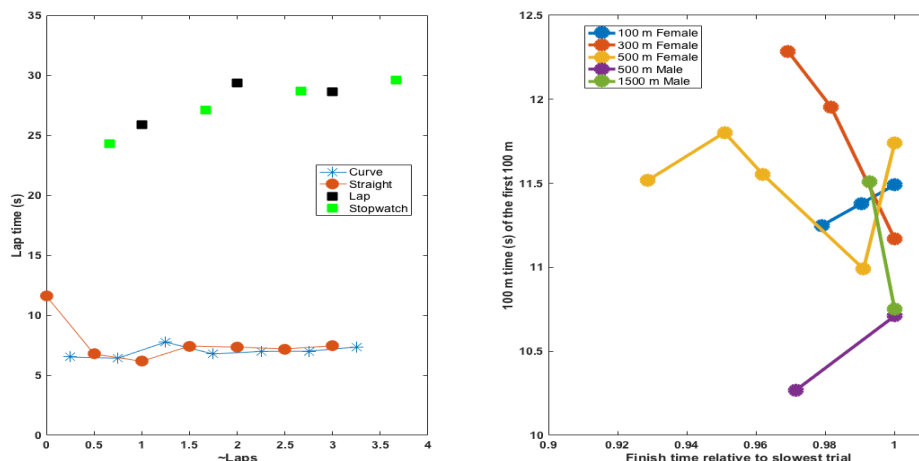 35
30
25
20
15
10
5
0
Lap time (s)
Curve
Straight
Lap
Stopwatch
0 0.5 1 1.5 2 2.5 3 3.5 4
~Laps
12.5
12
11.5
11
10.5
10
100 m time (s) of the first 100 m
100 m Female
300 m Female
500 m Female
500 m Male
1500 m Male
0.9 0.92 0.94 0.96 0.98 1
Finish time relative to slowest trial